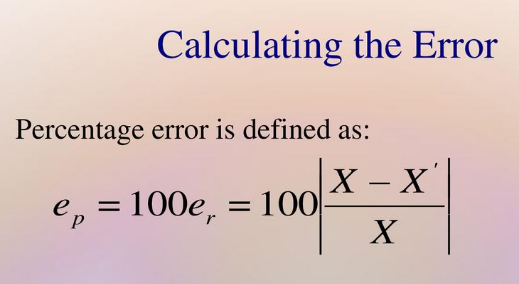 Calculating the Error
Percentage error is defined as:
e_p = 100e_r = 100|(X − X′)/X|